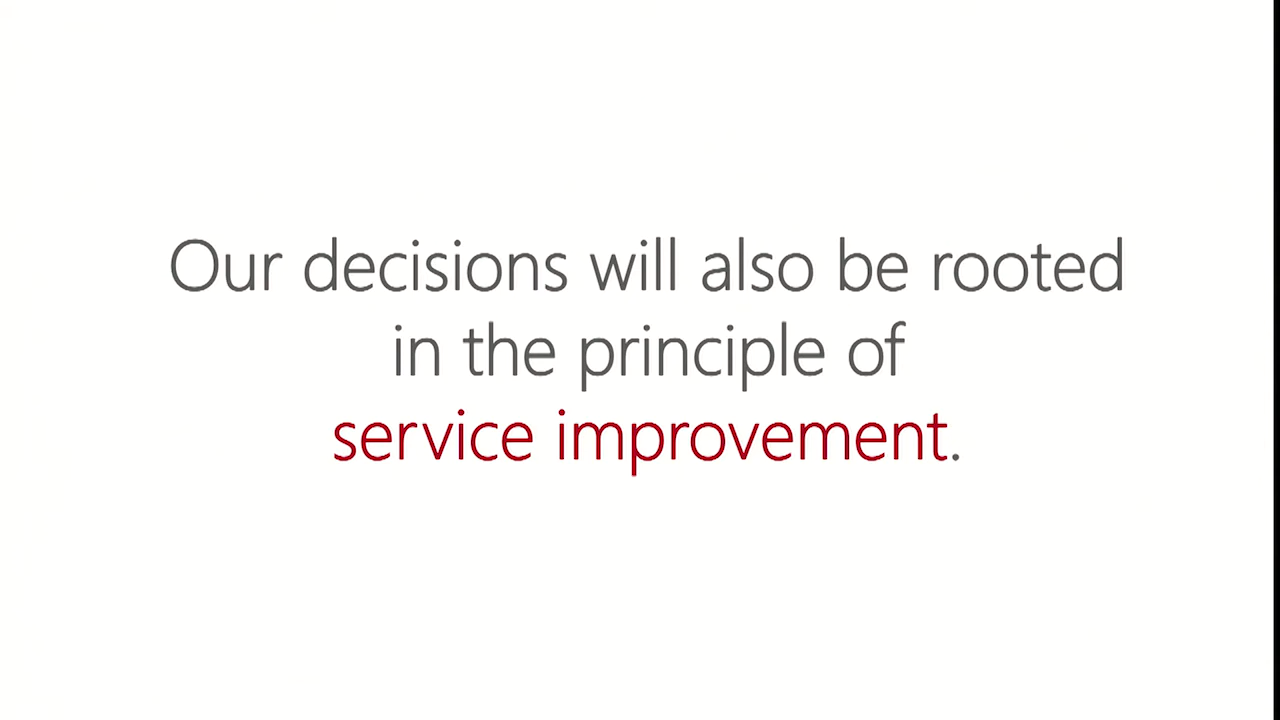 Our decisions will also be rooted
in the principle of
service improvement.